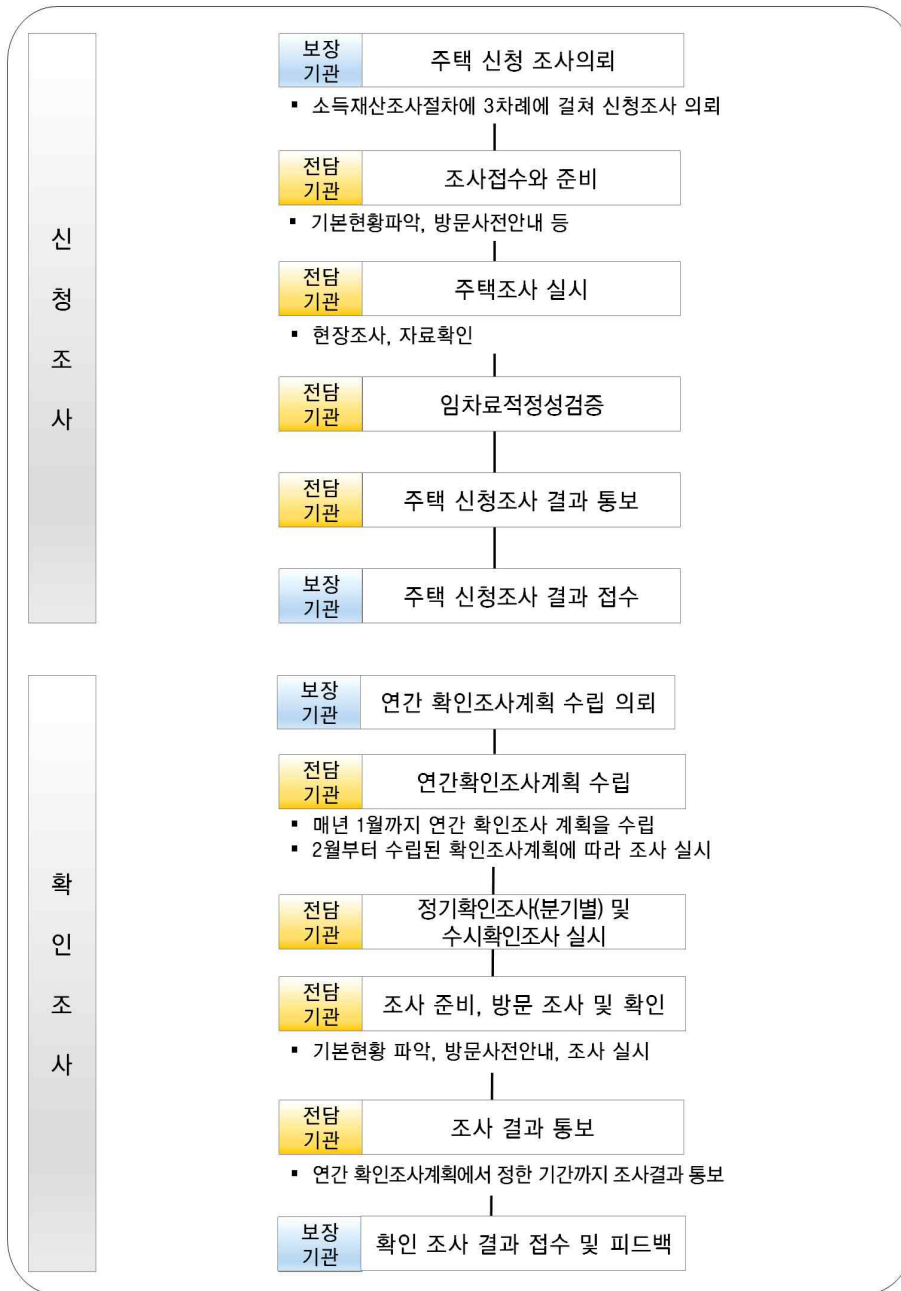 신
청
조
사
보장
기관
주택 신청 조사의뢰
▪ 소득재산조사절차에 3차례에 걸쳐 신청조사 의뢰
전담
기관
조사접수와 준비
▪ 기본현황파악, 방문사전안내 등
전담
기관
주택조사 실시
▪ 현장조사, 자료확인
전담
기관
임차료적정성검증
전담
기관
주택 신청조사 결과 통보
보장
기관
주택 신청조사 결과 접수
확
인
조
사
보장
기관
연간 확인조사계획 수립 의뢰
전담
기관
연간확인조사계획 수립
▪ 매년 1월까지 연간 확인조사 계획을 수립
▪ 2월부터 수립된 확인조사계획에 따라 조사 실시
전담
기관
정기확인조사(분기별) 및
수시확인조사 실시
전담
기관
조사 준비, 방문 조사 및 확인
▪ 기본현황 파악, 방문사전안내, 조사 실시
전담
기관
조사 결과 통보
▪ 연간 확인조사계획에서 정한 기간까지 조사결과 통보
보장
기관
확인 조사 결과 접수 및 피드백